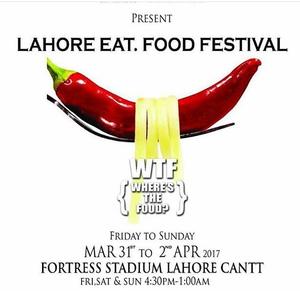 PRESENT
LAHORE EAT. FOOD FESTIVAL
WTF
{WHERE'S
THE
FOOD?}
FRIDAY TO SUNDAY
MAR 31ST TO 2ND APR 2017
FORTRESS STADIUM LAHORE CANTT
FRI,SAT & SUN 4:30PM-1:00AM